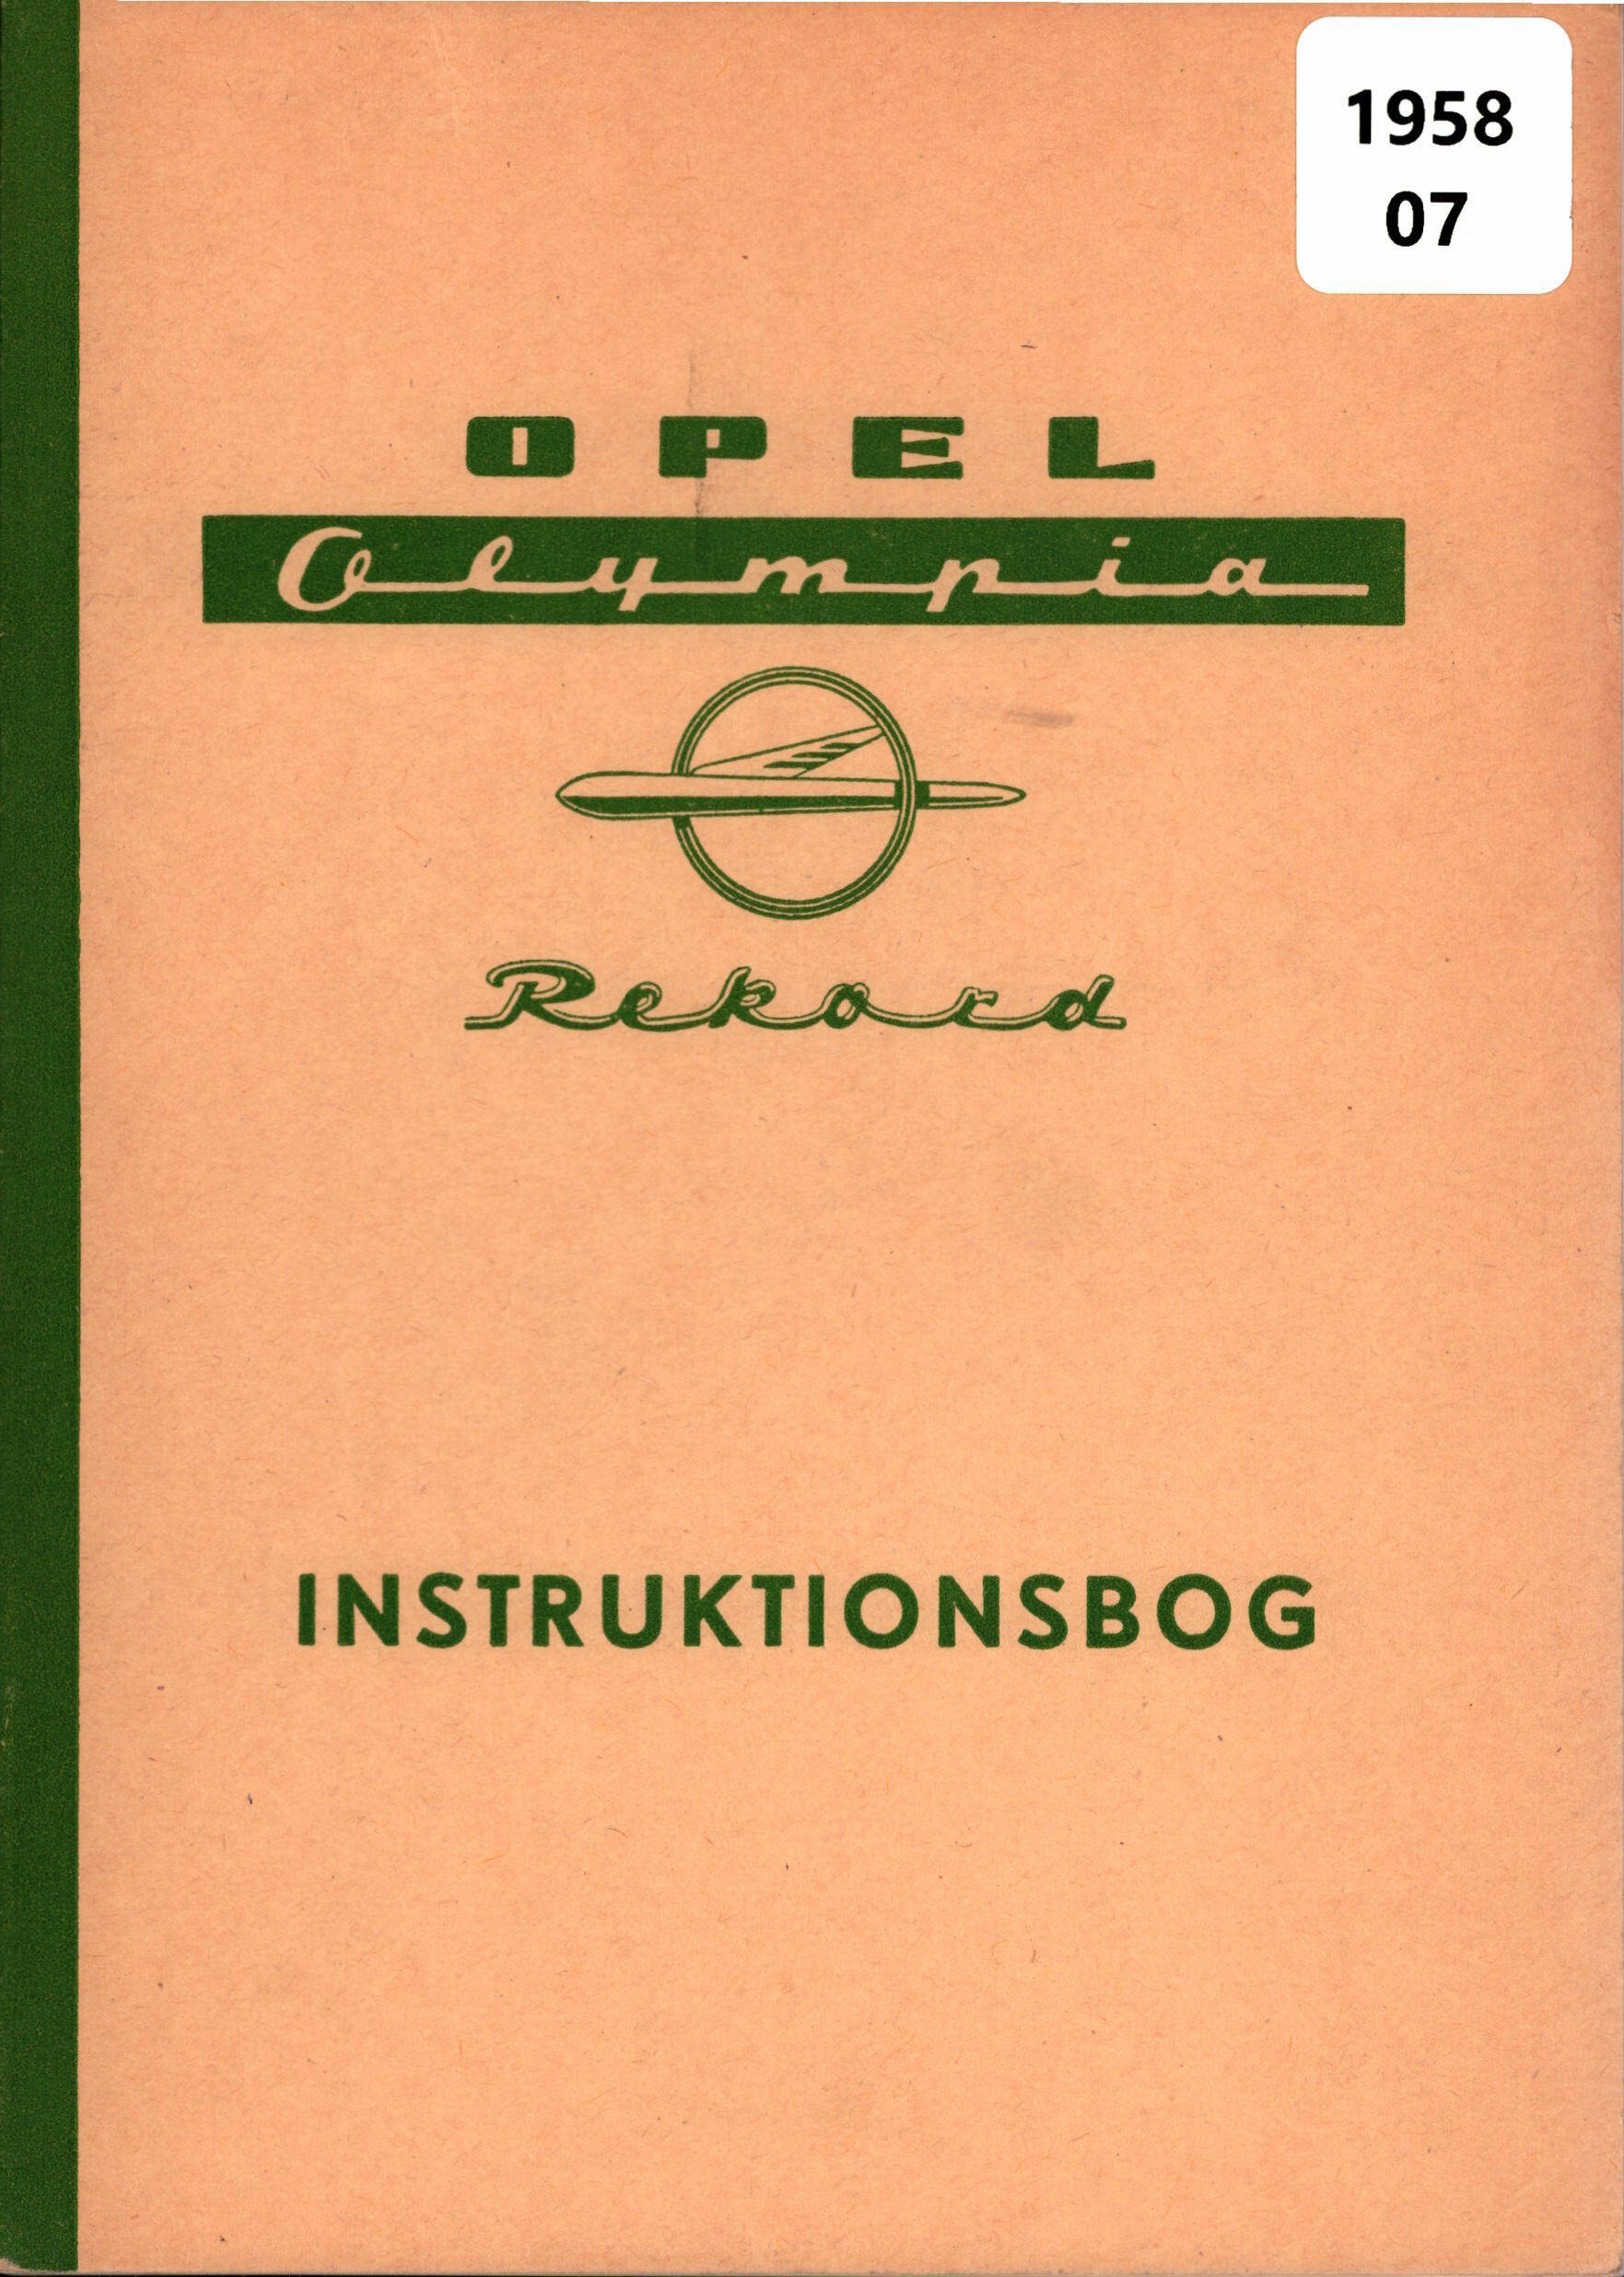 1958
07
OPEL
Olympia
Rekord
INSTRUKTIONSBOG